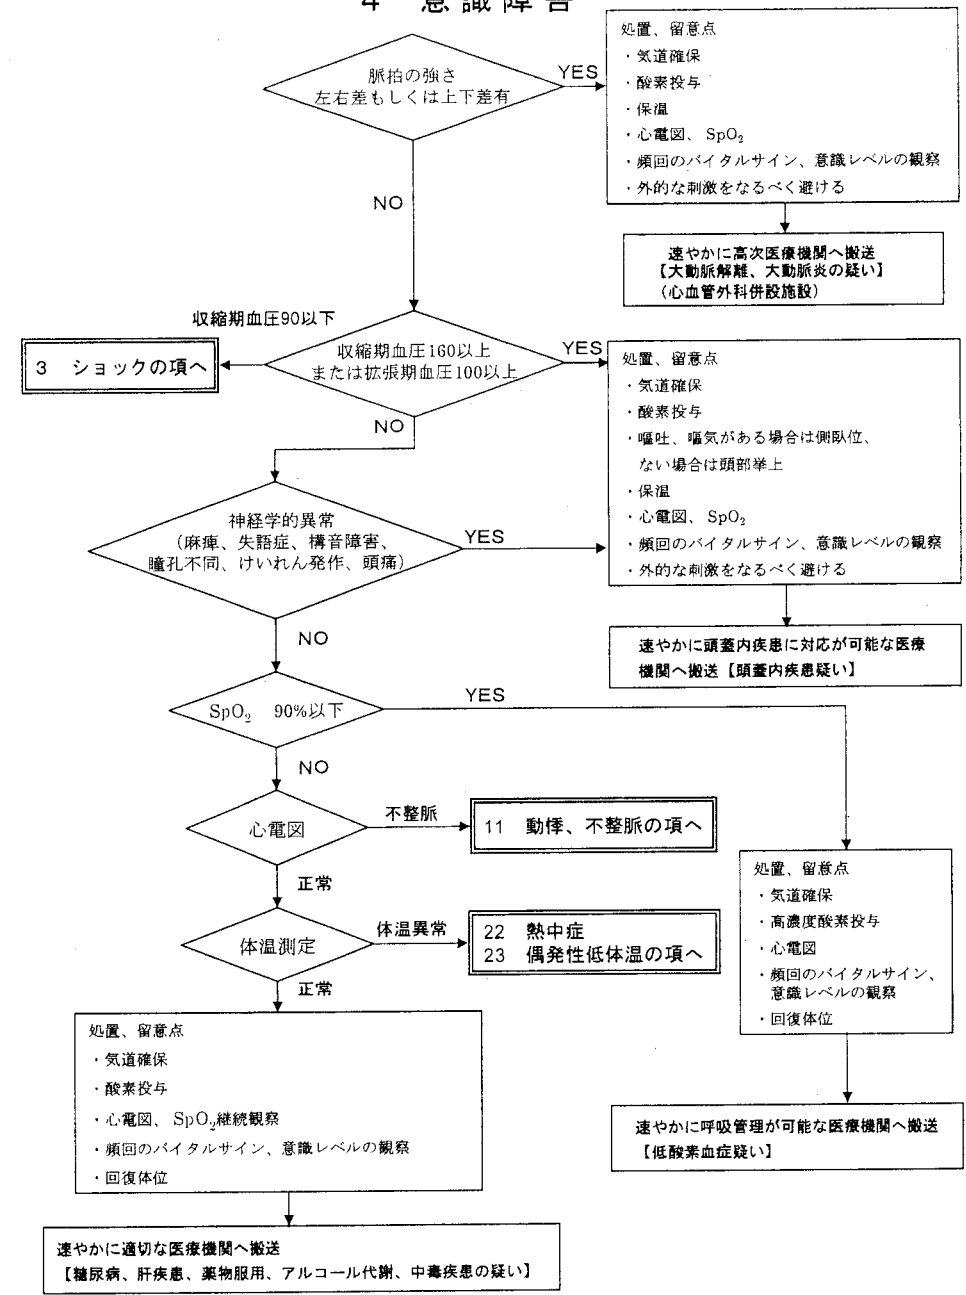 4 意識障害
脈拍の強さ
左右差もしくは上下差有
YES
処置、留意点
・気道確保
・酸素投与
・保温
・心電図、SpO₂
・頻回のバイタルサイン、意識レベルの観察
・外的な刺激をなるべく避ける
NO
速やかに高次医療機関へ搬送
【大動脈解離、大動脈炎の疑い】
（心血管外科併設施設）
収縮期血圧90以下
3 ショックの項へ
収縮期血圧160以上
または拡張期血圧100以上
YES
処置、留意点
・気道確保
・酸素投与
・嘔吐、嘔気がある場合は側臥位、
ない場合は頭部挙上
・保温
・心電図、SpO₂
・頻回のバイタルサイン、意識レベルの観察
・外的な刺激をなるべく避ける
NO
神経学的異常
（麻痺、失語症、構音障害、
瞳孔不同、けいれん発作、頭痛）
YES
速やかに頭蓋内疾患に対応が可能な医療
機関へ搬送【頭蓋内疾患疑い】
NO
SpO₂ 90%以下
YES
NO
心電図
不整脈
11 動悸、不整脈の項へ
正常
体温測定
体温異常
22 熱中症
23 偶発性低体温の項へ
処置、留意点
・気道確保
・高濃度酸素投与
・心電図
・頻回のバイタルサイン、
意識レベルの観察
・回復体位
正常
処置、留意点
・気道確保
・酸素投与
・心電図、SpO₂継続観察
・頻回のバイタルサイン、意識レベルの観察
・回復体位
速やかに呼吸管理が可能な医療機関へ搬送
【低酸素血症疑い】
速やかに適切な医療機関へ搬送
【糖尿病、肝疾患、薬物服用、アルコール代謝、中毒疾患の疑い】